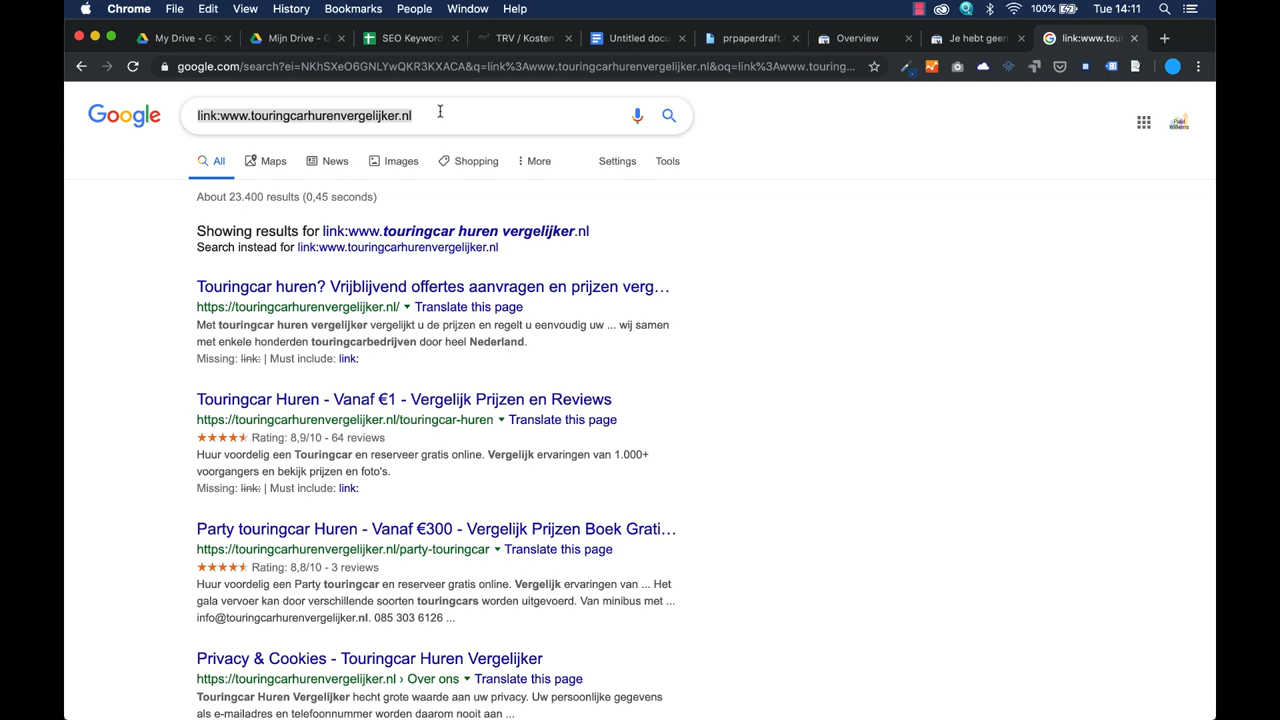 Chrome File Edit View History Bookmarks People Window Help 100% Tue 14:11
My Drive - Go
Mijn Drive - G
SEO Keyword
TRV / Kosten
Untitled docu
prpaperdraft.
Overview
Je hebt geen
link:www.tou
google.com/search?ei=NKhSXeO6GNLYwQKR3KXACA&q=link%3Awww.touringcarhurenvergelijker.nl&oq=link%3Awww.touring...
Google
link:www.touringcarhurenvergelijker.nl
All Maps News Images Shopping More Settings Tools
About 23.400 results (0,45 seconds)
Showing results for link:www.touringcar huren vergelijker.nl
Search instead for link:www.touringcarhurenvergelijker.nl
Touringcar huren? Vrijblijvend offertes aanvragen en prijzen verg...
https://touringcarhurenvergelijker.nl/ Translate this page
Met touringcar huren vergelijker vergelijkt u de prijzen en regelt u eenvoudig uw ... wij samen
met enkele honderden touringcarbedrijven door heel Nederland.
Missing: link: | Must include: link:
Touringcar Huren - Vanaf €1 - Vergelijk Prijzen en Reviews
https://touringcarhurenvergelijker.nl/touringcar-huren Translate this page
Rating: 8,9/10 - 64 reviews
Huur voordelig een Touringcar en reserveer gratis online. Vergelijk ervaringen van 1.000+
voorgangers en bekijk prijzen en foto's.
Missing: link: | Must include: link:
Party touringcar Huren - Vanaf €300 - Vergelijk Prijzen Boek Grati...
https://touringcarhurenvergelijker.nl/party-touringcar Translate this page
Rating: 8,8/10 - 3 reviews
Huur voordelig een Party touringcar en reserveer gratis online. Vergelijk ervaringen van ... Het
gala vervoer kan door verschillende soorten touringcars worden uitgevoerd. Van minibus met ...
info@touringcarhurenvergelijker.nl. 085 303 6126 ...
Privacy & Cookies - Touringcar Huren Vergelijker
https://touringcarhurenvergelijker.nl › Over ons Translate this page
Touringcar Huren Vergelijker hecht grote waarde aan uw privacy. Uw persoonlijke gegevens
als e-mailadres en telefoonnummer worden daarom nooit aan ...